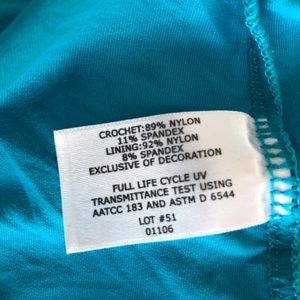 CROCHET:89% NYLON
11% SPANDEX
LINING:92% NYLON
8% SPANDEX
EXCLUSIVE OF DECORATION
FULL LIFE CYCLE UV
TRANSMITTANCE TEST USING
AATCC 183 AND ASTM D 6544
LOT #51
01106